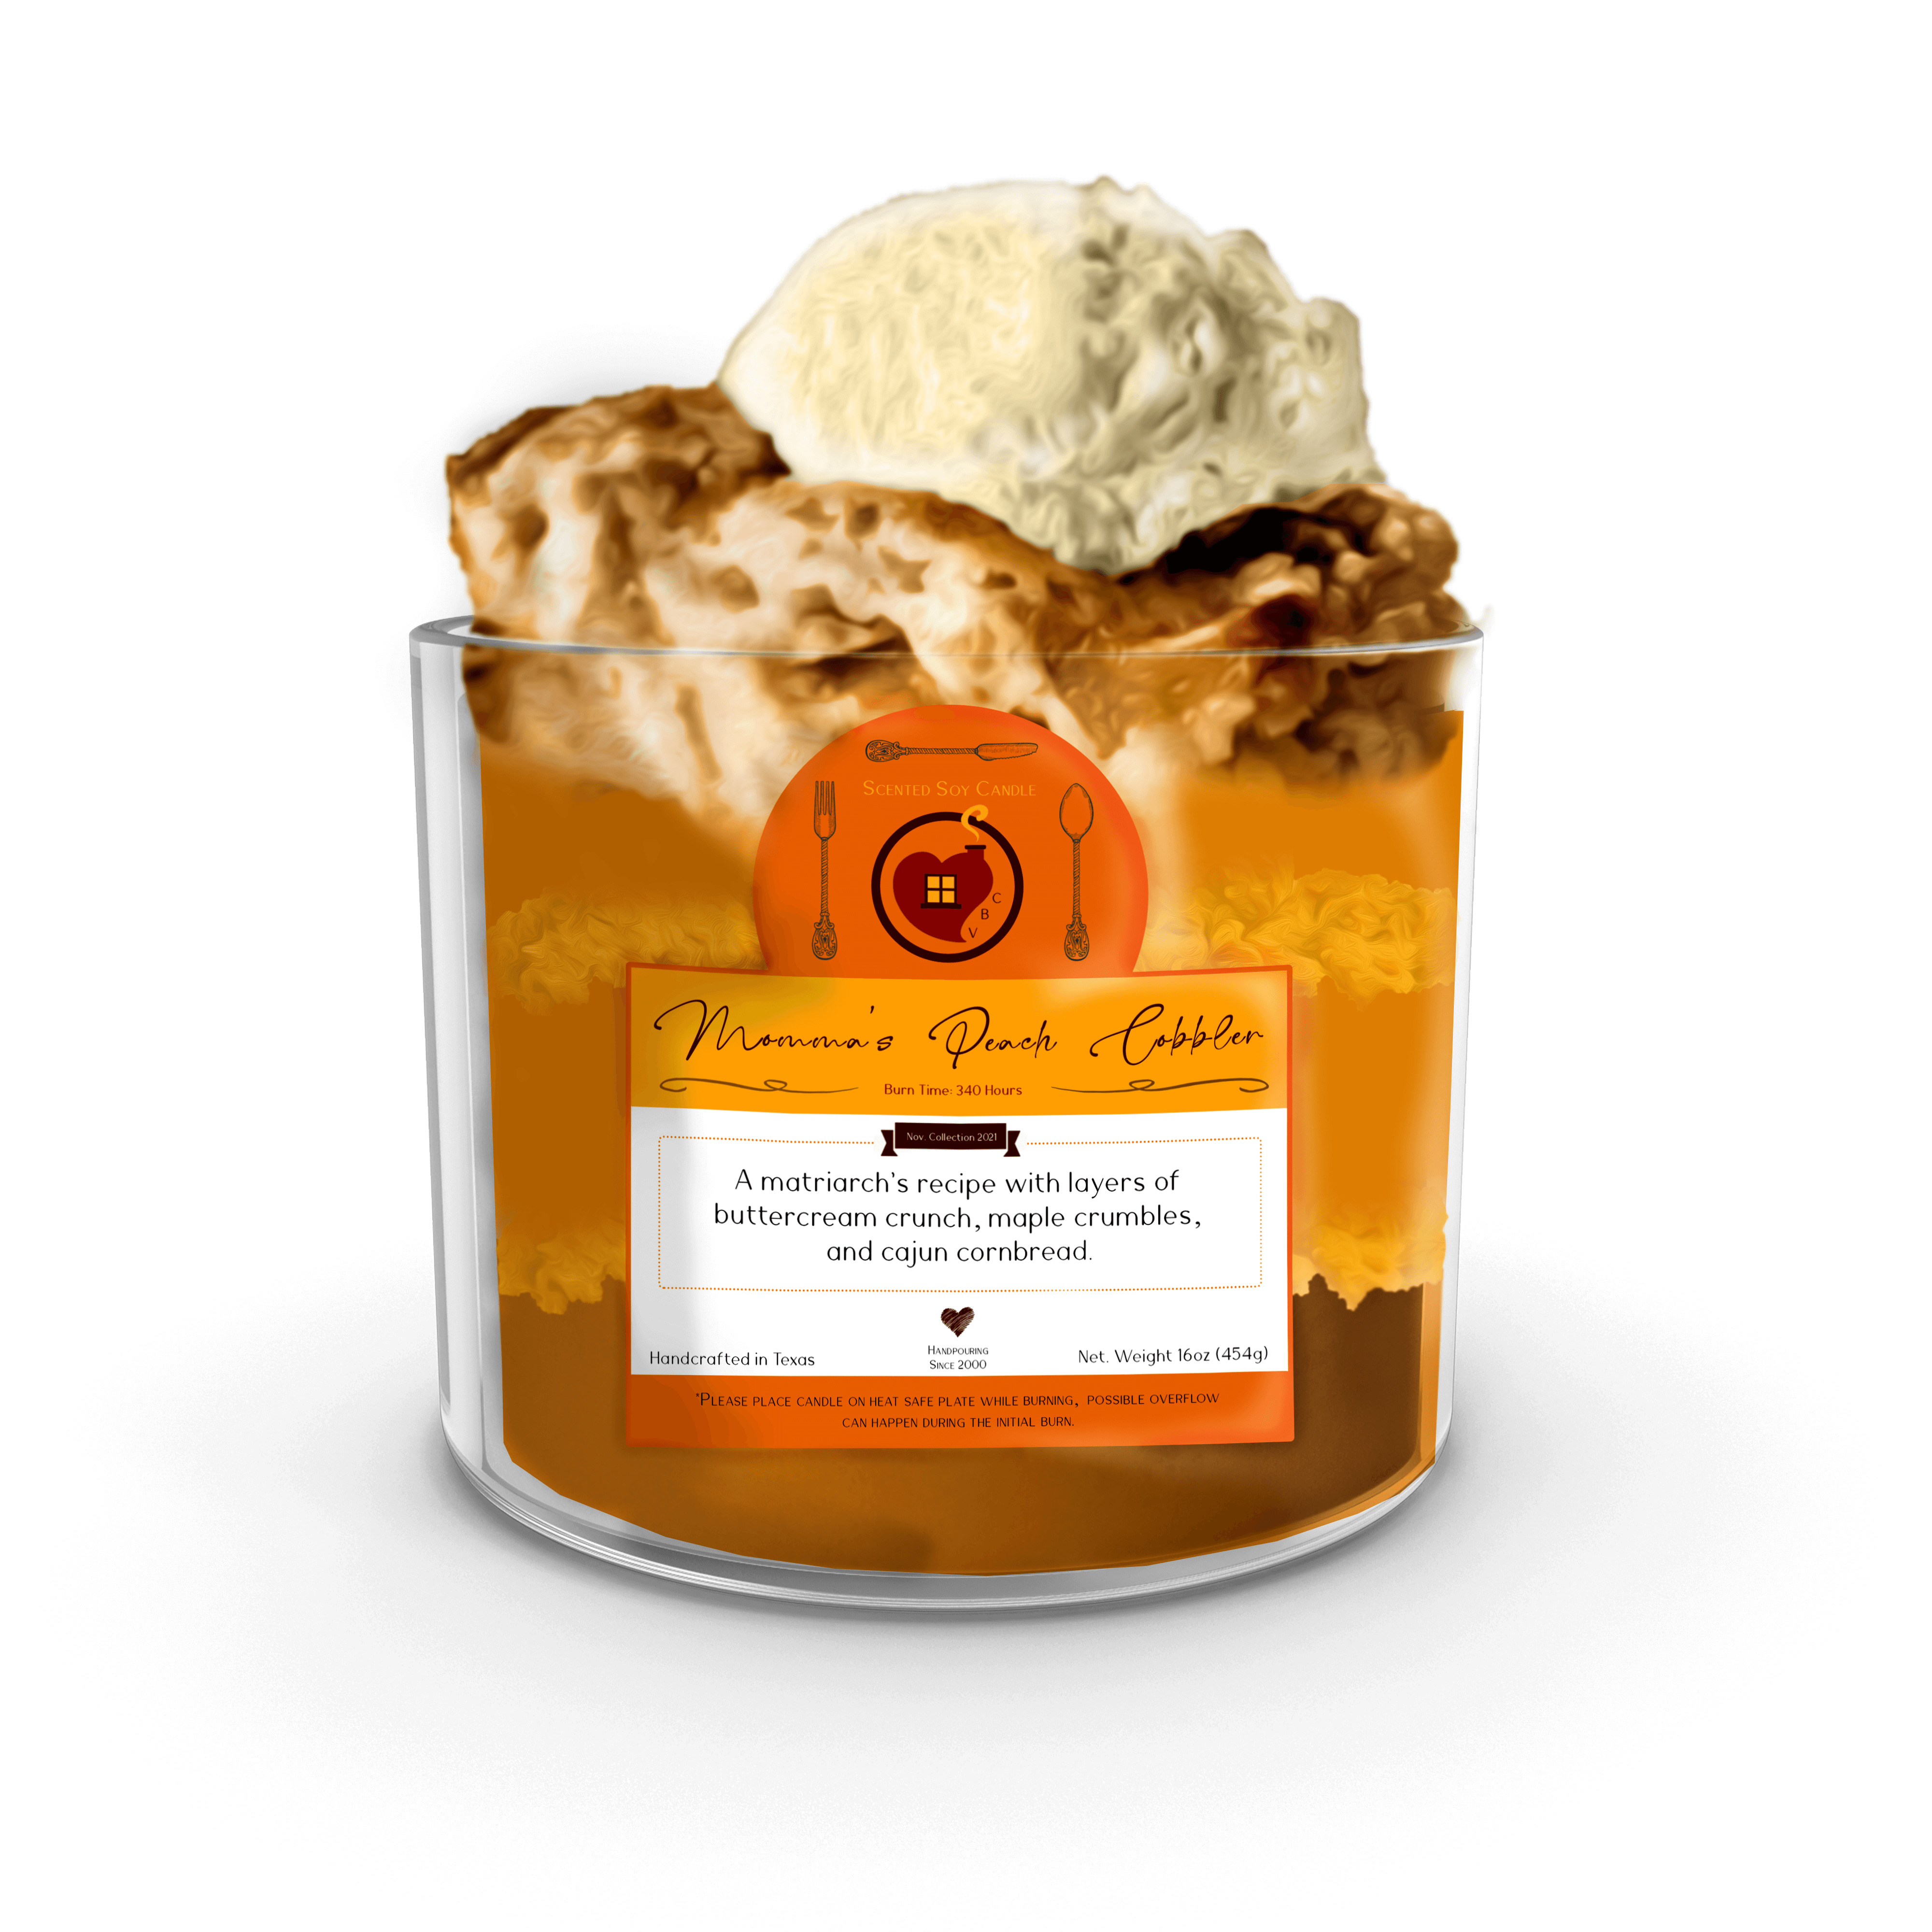 Scented Soy Candle
C
B
V
Momma's Peach Cobbler
Burn Time: 340 Hours
Nov. Collection 2021
A matriarch's recipe with layers of
buttercream crunch, maple crumbles,
and cajun cornbread.
Handpouring
Handcrafted in Texas
Since 2000
Net. Weight 16oz (454g)
*Please place candle on heat safe plate while burning, possible overflow
can happen during the initial burn.